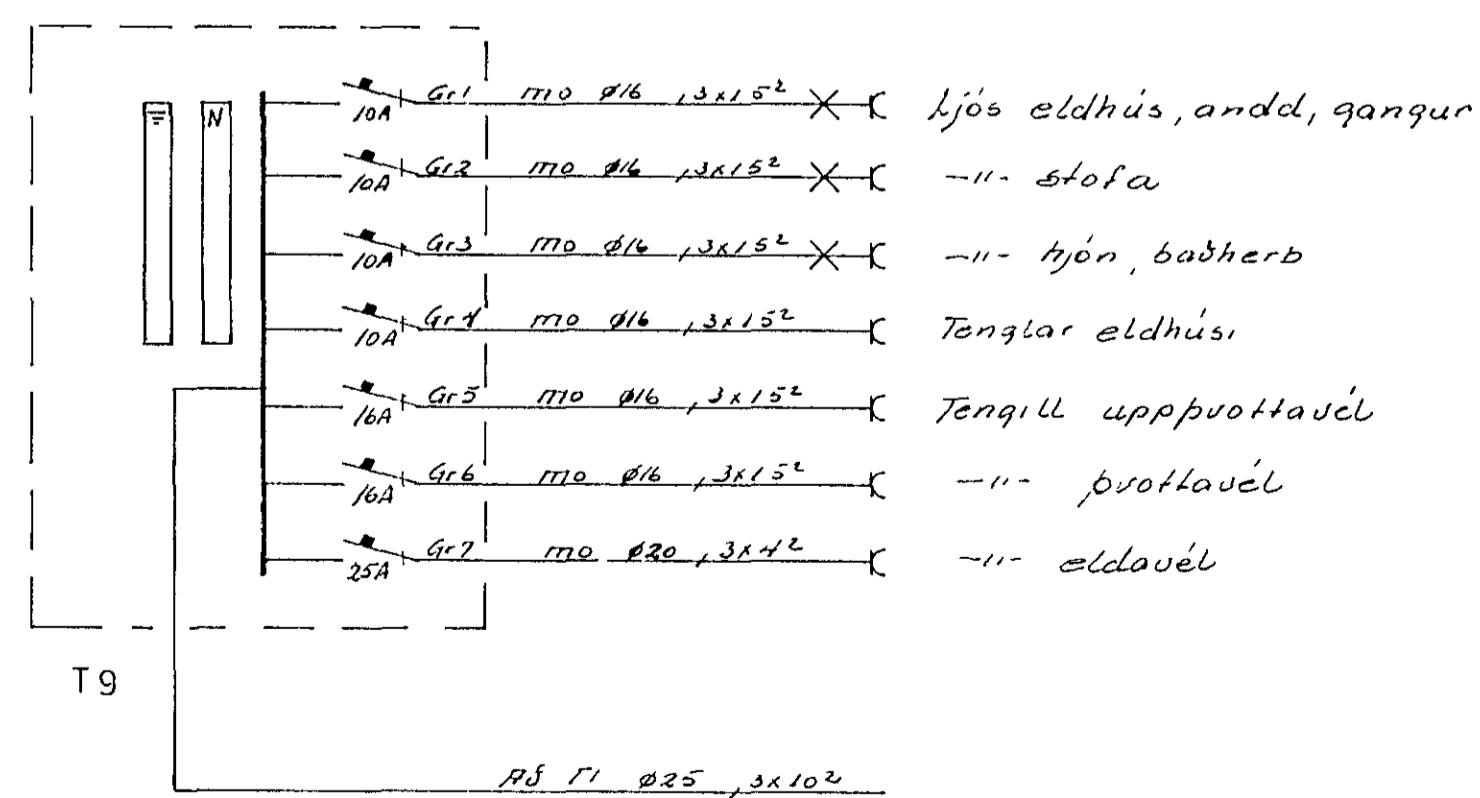 N
Gr1 mo ø16 , 3x1 5² Ljós eldhús, andd, gangur
10A
Gr2 mo ø16 , 3x1 5² -"- stofa
10A
Gr3 mo ø16 , 3x1 5² -"- hjón, baðherb
10A
Gr4 mo ø16 , 3x1 5² Tenglar eldhúsi
10A
Gr5 mo ø16 , 3x1 5² Tengill uppþvottavél
16A
Gr6 mo ø16 , 3x1 5² -"- þvottavél
16A
Gr7 mo ø20 , 3x4² -"- eldavél
25A
T9
Af T1 ø25 , 3x10²